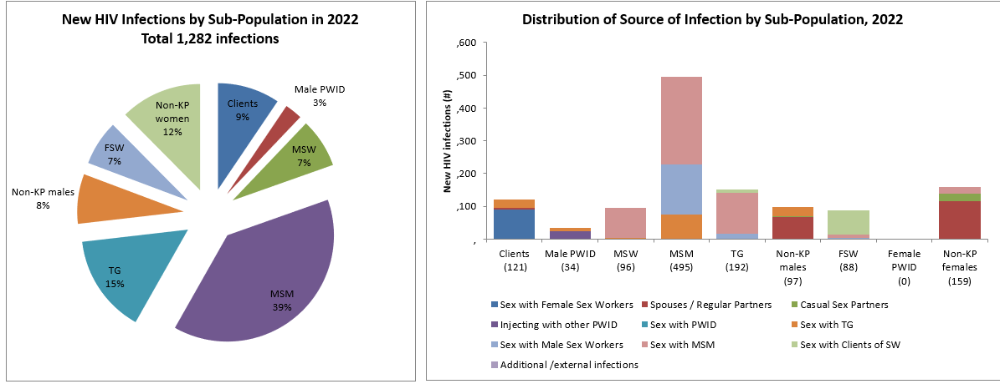 New HIV Infections by Sub-Population in 2022
Total 1,282 infections
Clients
9%
Male PWID
3%
MSW
7%
MSM
39%
TG
15%
Non-KP males
8%
FSW
7%
Non-KP
women
12%
Distribution of Source of Infection by Sub-Population, 2022
New HIV infections (#)
,600
,500
,400
,300
,200
,100
,
Clients
(121)
Male PWID
(34)
MSW
(96)
MSM
(495)
TG
(192)
Non-KP
males
(97)
FSW
(88)
Female
PWID
(0)
Non-KP
females
(159)
Sex with Female Sex Workers
Spouses / Regular Partners
Casual Sex Partners
Injecting with other PWID
Sex with PWID
Sex with TG
Sex with Male Sex Workers
Sex with MSM
Sex with Clients of SW
Additional /external infections